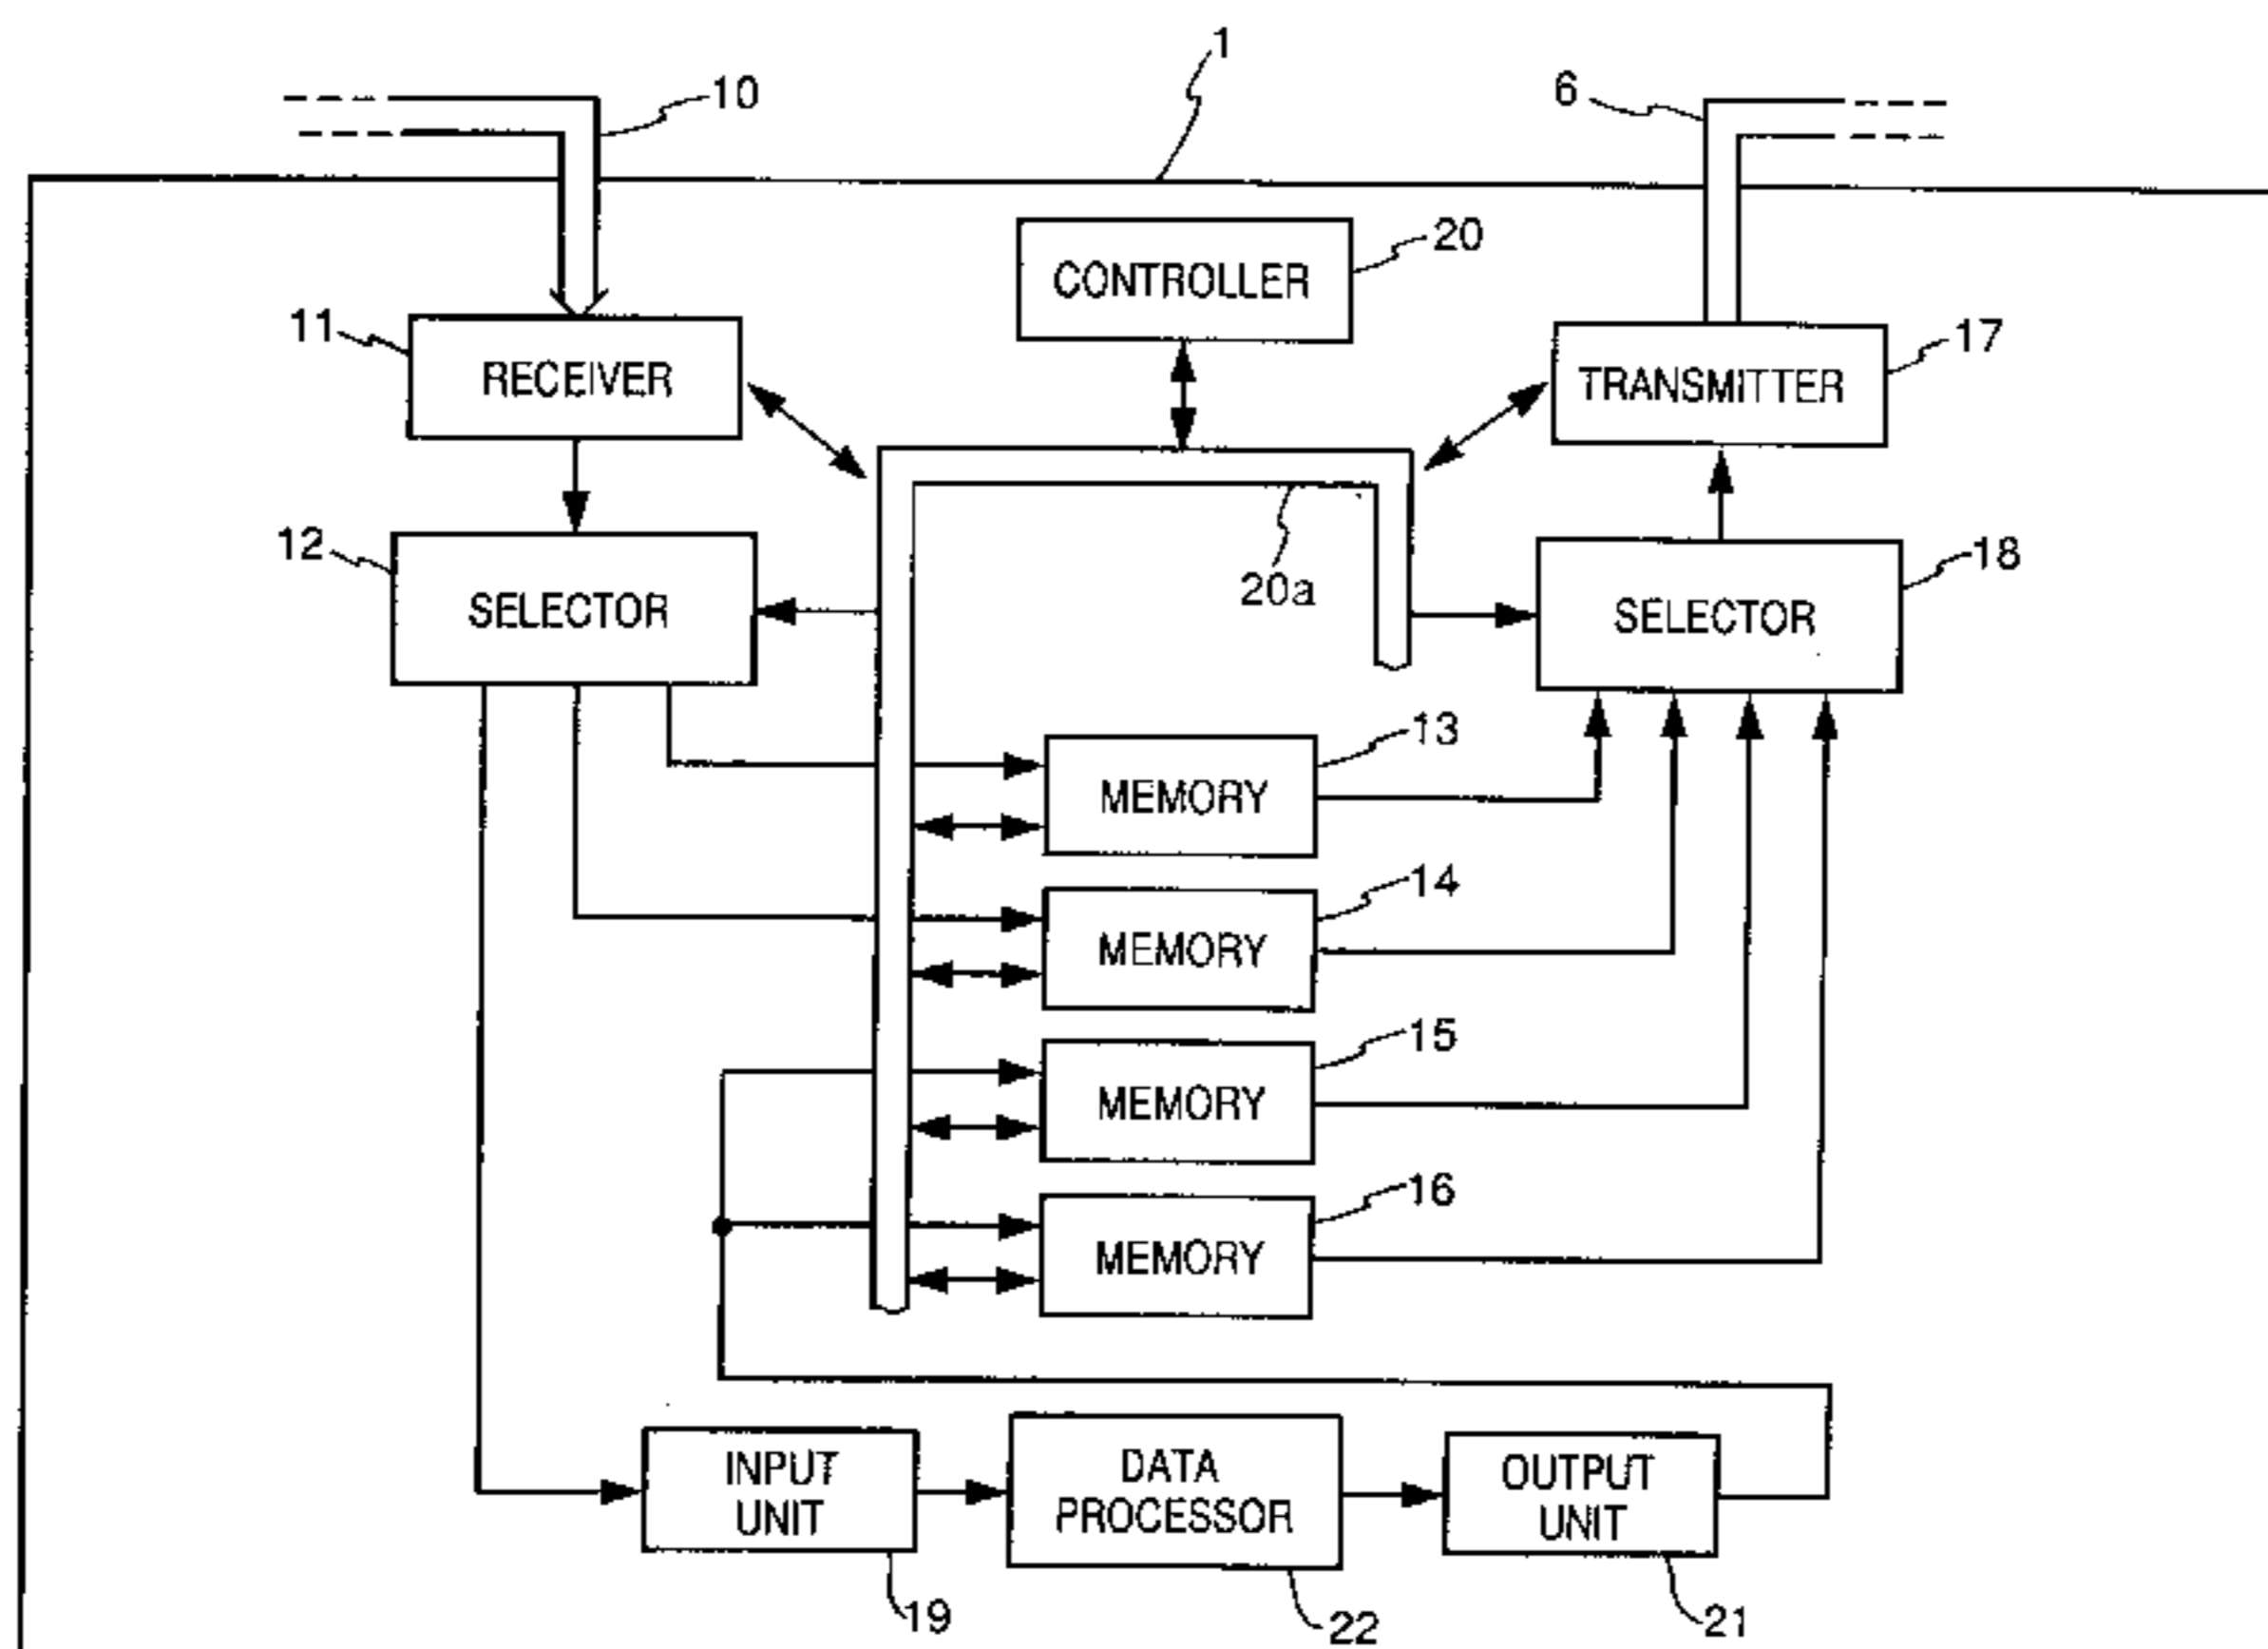 1
10
6
CONTROLLER
20
11
RECEIVER
TRANSMITTER
17
12
SELECTOR
20a
SELECTOR
18
13
MEMORY
14
MEMORY
15
MEMORY
16
MEMORY
INPUT
UNIT
19
DATA
PROCESSOR
22
OUTPUT
UNIT
21